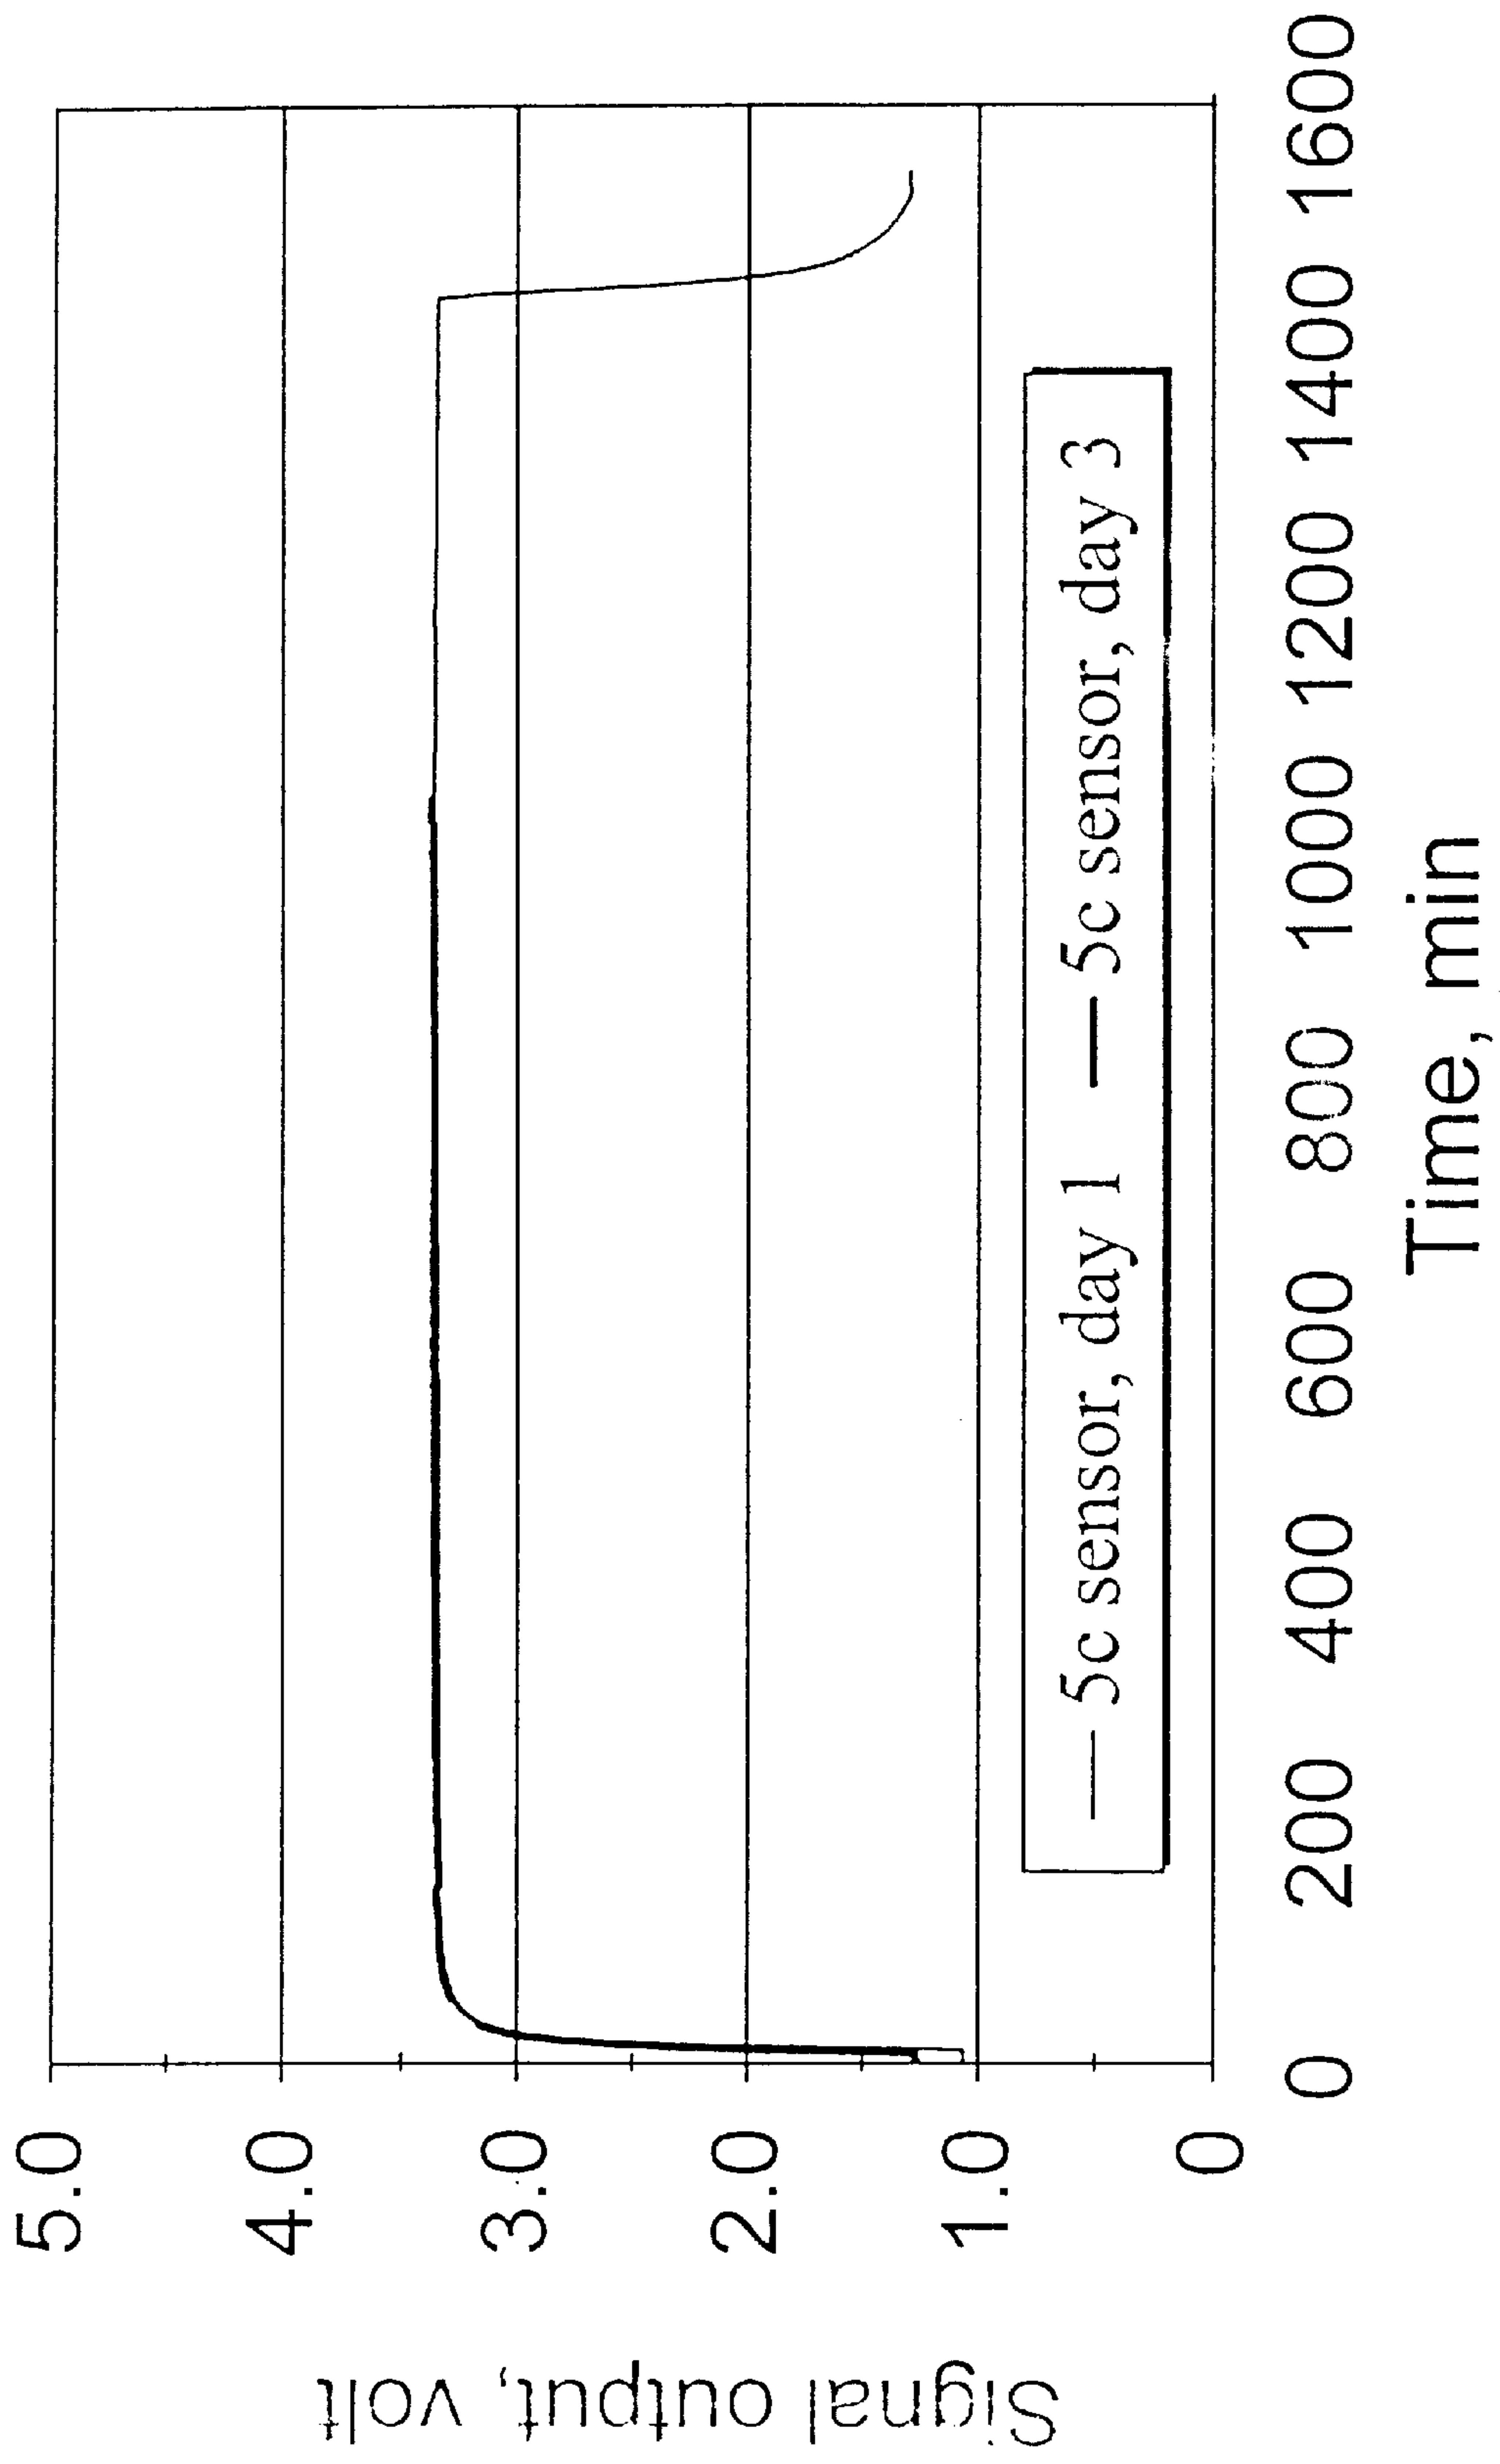 Signal output, volt
5.0
4.0
3.0
2.0
1.0
0
5c sensor, day 1 5c sensor, day 3
0 200 400 600 800 1000 1200 1400 1600
Time, min